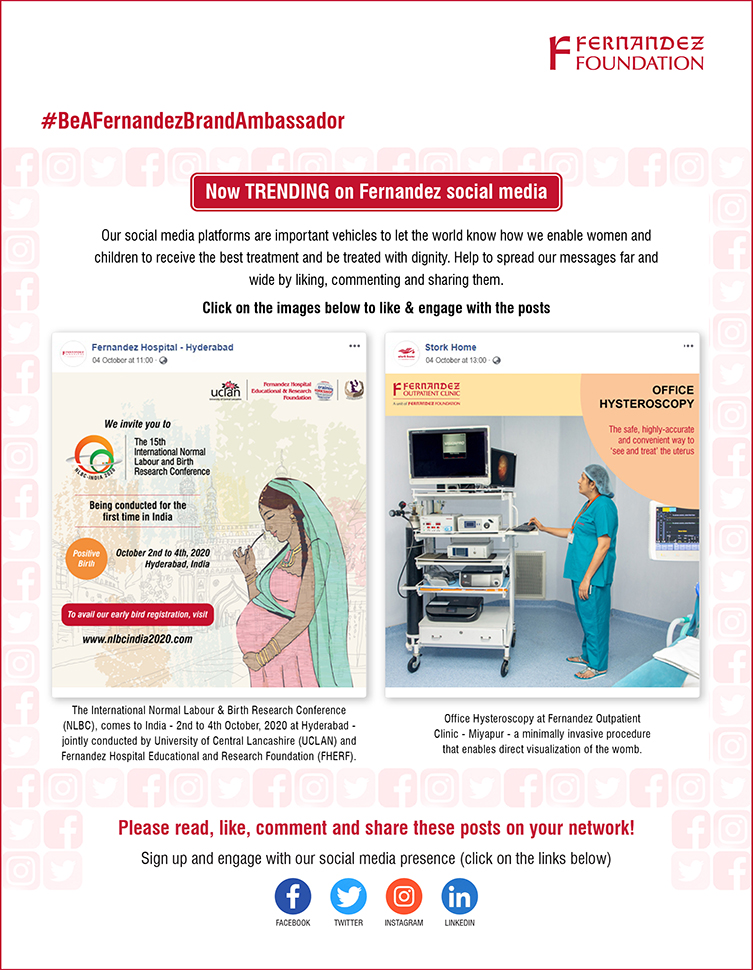 FERNANDEZ
FOUNDATION
#BeAFernandezBrandAmbassador
Now TRENDING on Fernandez social media
Our social media platforms are important vehicles to let the world know how we enable women and
children to receive the best treatment and be treated with dignity. Help to spread our messages far and
wide by liking, commenting and sharing them.
Click on the images below to like & engage with the posts
Fernandez Hospital - Hyderabad
04 October at 11:00 ·
uclan
Fernandez Hospital
Educational & Research
Foundation
We invite you to
NLBC-INDIA 2020
The 15th
International Normal
Labour and Birth
Research Conference
Being conducted for the
first time in India
Positive
Birth
October 2nd to 4th, 2020
Hyderabad, India
To avail our early bird registration, visit
www.nlbcindia2020.com
The International Normal Labour & Birth Research Conference
(NLBC), comes to India - 2nd to 4th October, 2020 at Hyderabad -
jointly conducted by University of Central Lancashire (UCLAN) and
Fernandez Hospital Educational and Research Foundation (FHERF).
Stork Home
04 October at 13:00 ·
FERNANDEZ
OUTPATIENT CLINIC
A unit of FERNANDEZ FOUNDATION
OFFICE
HYSTEROSCOPY
The safe, highly-accurate
and convenient way to
'see and treat' the uterus
Office Hysteroscopy at Fernandez Outpatient
Clinic - Miyapur - a minimally invasive procedure
that enables direct visualization of the womb.
Please read, like, comment and share these posts on your network!
Sign up and engage with our social media presence (click on the links below)
FACEBOOK
TWITTER
INSTAGRAM
LINKEDIN